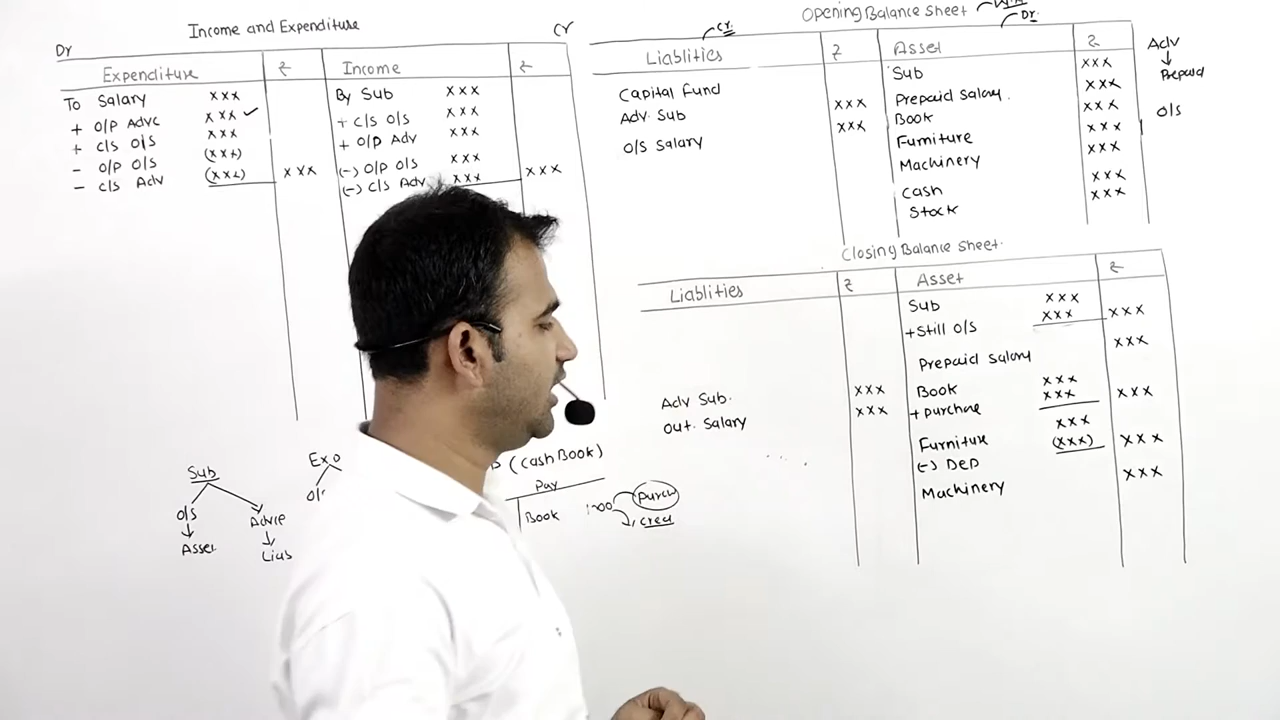 Income and Expenditure
Dr
Cr
Expenditure ₹ Income ₹
To Salary xxx By Sub xxx
+ O/P Advc xxx ✓ + C/s O/s xxx
+ C/s O/s xxx + O/P Adv xxx
- O/P O/s (xxx) (-) O/P O/s xxx
- C/s Adv (xxx) xxx (-) C/s Adv xxx xxx
Opening Balance Sheet
Cr.
Dr.
Liablities ₹ Asset ₹
Capital Fund
Adv. Sub xxx
O/s Salary xxx
Sub xxx
Prepaid Salary. xxx
Book xxx
Furniture xxx
Machinery xxx
Cash xxx
Stock xxx
Adv
↓
Prepaid
O/s
Closing Balance Sheet
Liablities ₹ Asset ₹
Sub xxx
+Still O/s xxx xxx
Prepaid Salary xxx
Book xxx
+ purchase xxx xxx
Furniture xxx
(-) Dep (xxx) xxx
Machinery xxx
Adv Sub. xxx
Out. Salary xxx
Sub
O/s
↓
Asset
Advce
↓
Liab
Exp
(Cash Book)
Pay
Book
Purch
cred